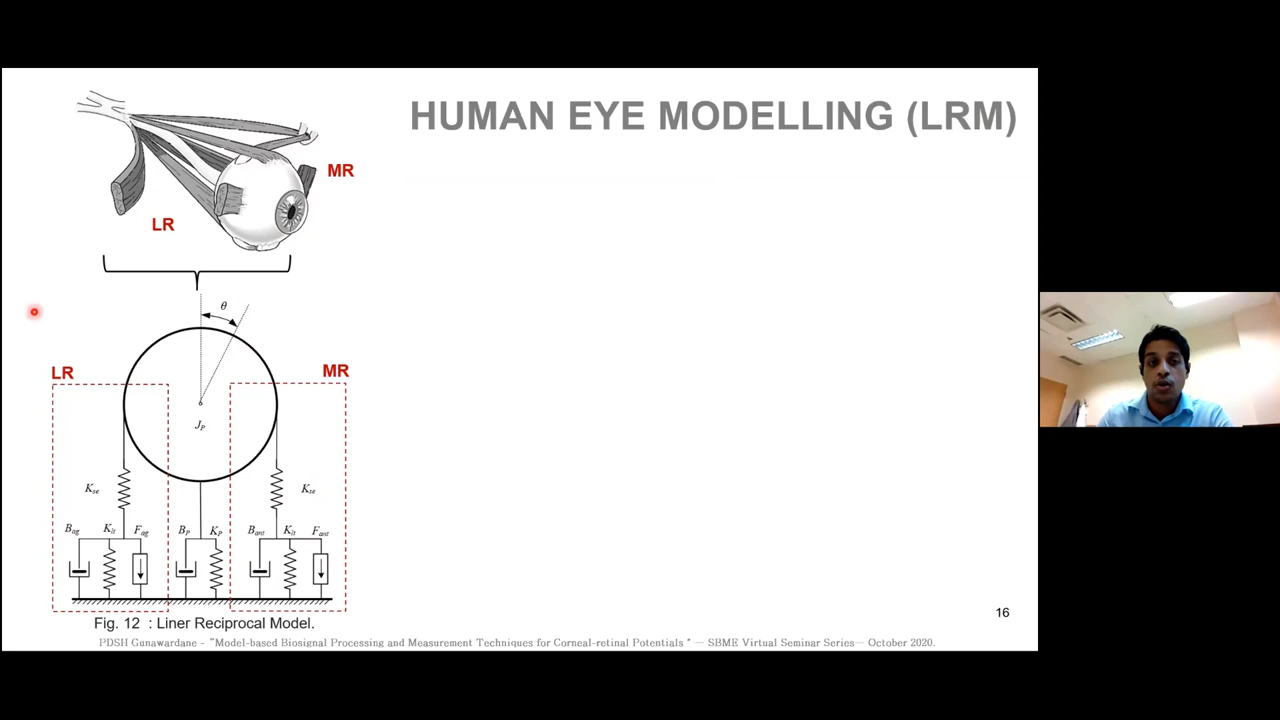 HUMAN EYE MODELLING (LRM)
MR
LR
θ
LR
MR
J_P
K_se
K_se
B_ag K_lt F_ag B_P K_P B_ant K_lt F_ant
Fig. 12 : Liner Reciprocal Model.
16
PDSH Gunawardane - "Model-based Biosignal Processing and Measurement Techniques for Corneal-retinal Potentials " — SBME Virtual Seminar Series— October 2020.